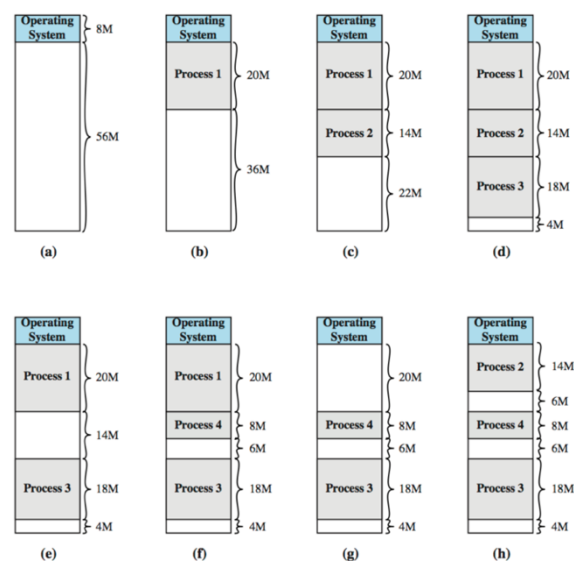 Operating
System
8M
56M
(a)
Operating
System
Process 1
20M
36M
(b)
Operating
System
Process 1
20M
Process 2
14M
22M
(c)
Operating
System
Process 1
20M
Process 2
14M
Process 3
18M
4M
(d)
Operating
System
Process 1
20M
14M
Process 3
18M
4M
(e)
Operating
System
Process 1
20M
Process 4
8M
6M
Process 3
18M
4M
(f)
Operating
System
20M
Process 4
8M
6M
Process 3
18M
4M
(g)
Operating
System
Process 2
14M
6M
Process 4
8M
6M
Process 3
18M
4M
(h)